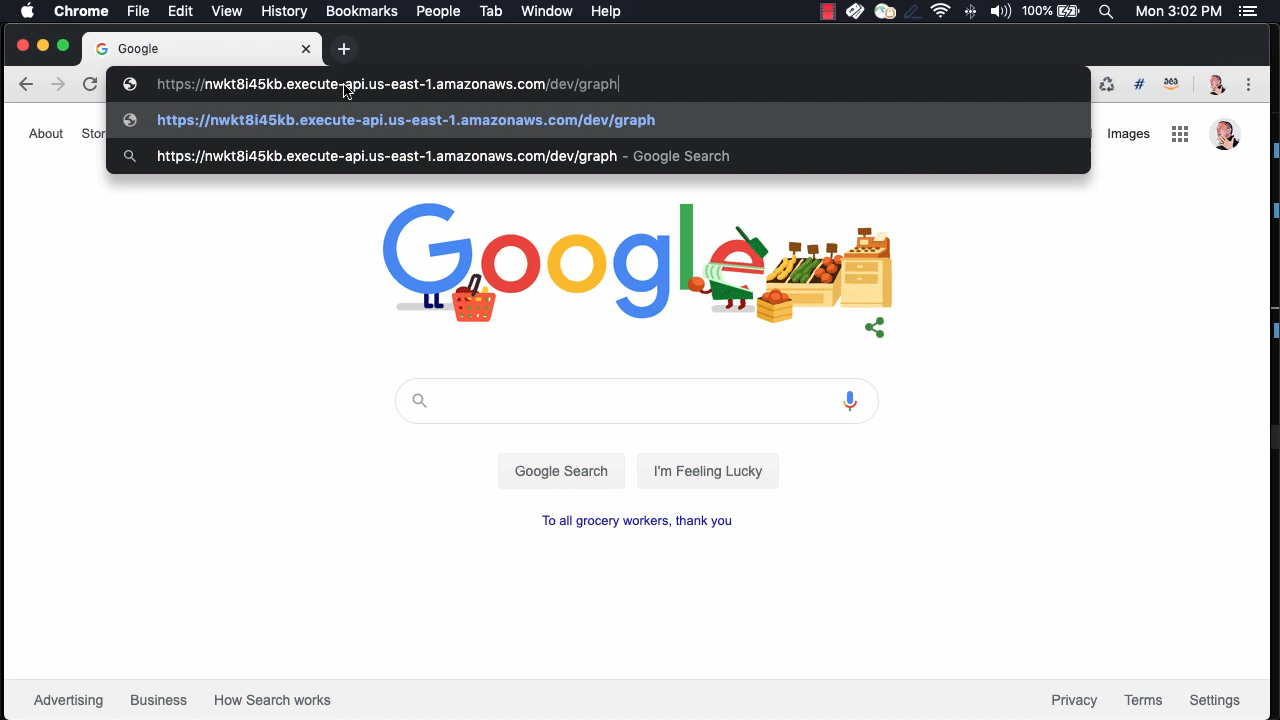 Chrome File Edit View History Bookmarks People Tab Window Help 100% Mon 3:02 PM
Google
https://nwkt8i45kb.execute-api.us-east-1.amazonaws.com/dev/graph
https://nwkt8i45kb.execute-api.us-east-1.amazonaws.com/dev/graph
https://nwkt8i45kb.execute-api.us-east-1.amazonaws.com/dev/graph - Google Search
About Stor Images
Google
Google Search I'm Feeling Lucky
To all grocery workers, thank you
Advertising Business How Search works Privacy Terms Settings